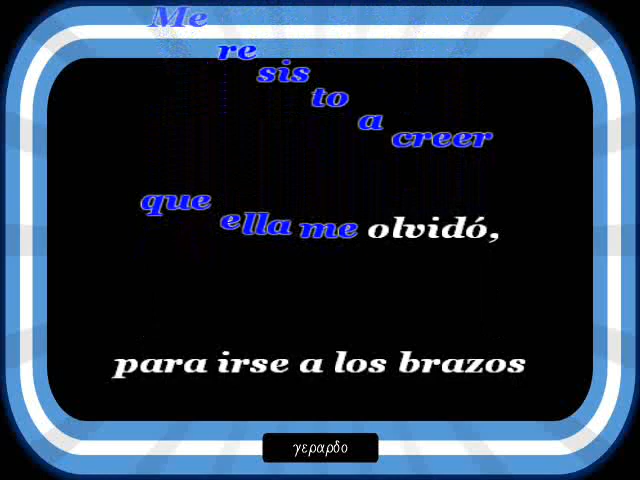 Me re sis to a creer
que ella me olvidó,
para irse a los brazos
γεραρδο